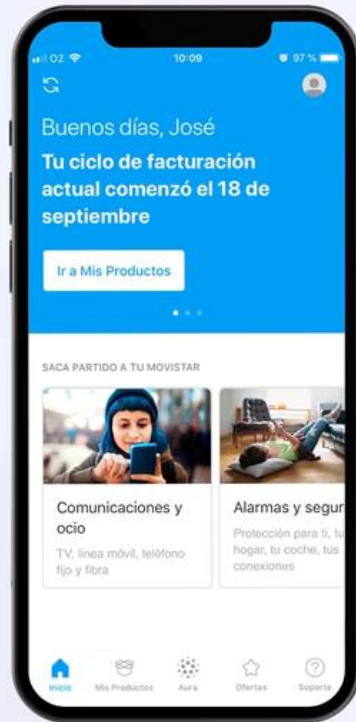 O2 10:09 97 %
Buenos días, José
Tu ciclo de facturación
actual comenzó el 18 de
septiembre
Ir a Mis Productos
SACA PARTIDO A TU MOVISTAR
Comunicaciones y
ocio
TV, línea móvil, teléfono
fijo y fibra
Alarmas y segur
Protección para ti, tu
hogar, tu coche, tus
conexiones
Inicio Mis Productos Aura Ofertas Soporte